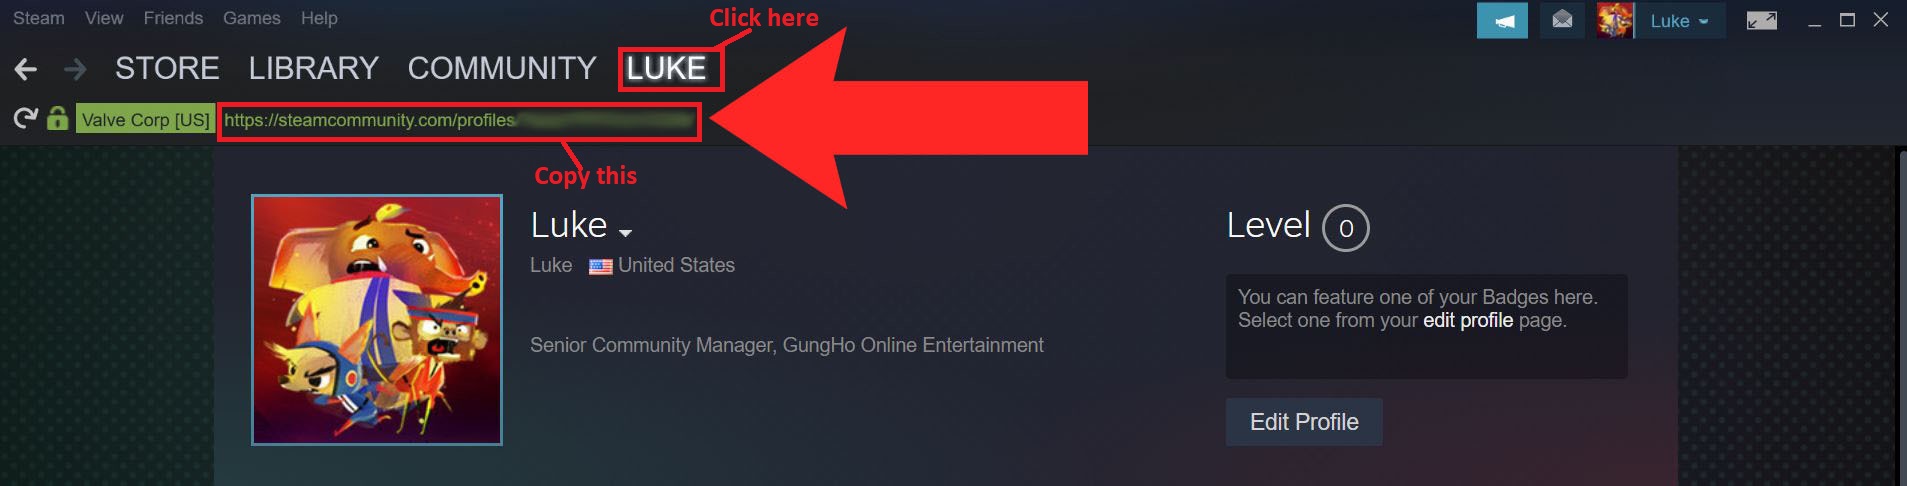 Steam View Friends Games Help
Click here
Luke
STORE LIBRARY COMMUNITY LUKE
Valve Corp [US] https://steamcommunity.com/profiles
Copy this
Luke
Level 0
Luke United States
You can feature one of your Badges here.
Select one from your edit profile page.
Senior Community Manager, GungHo Online Entertainment
Edit Profile